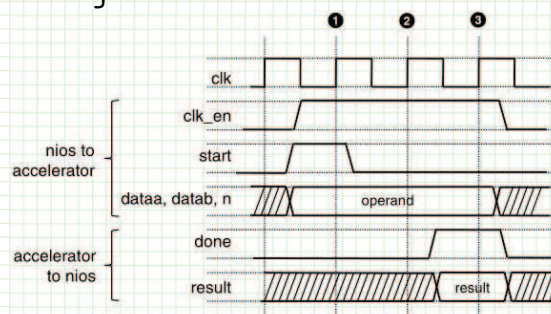 1 2 3
clk
clk_en
nios to
accelerator
start
dataa, datab, n
operand
done
accelerator
to nios
result
result